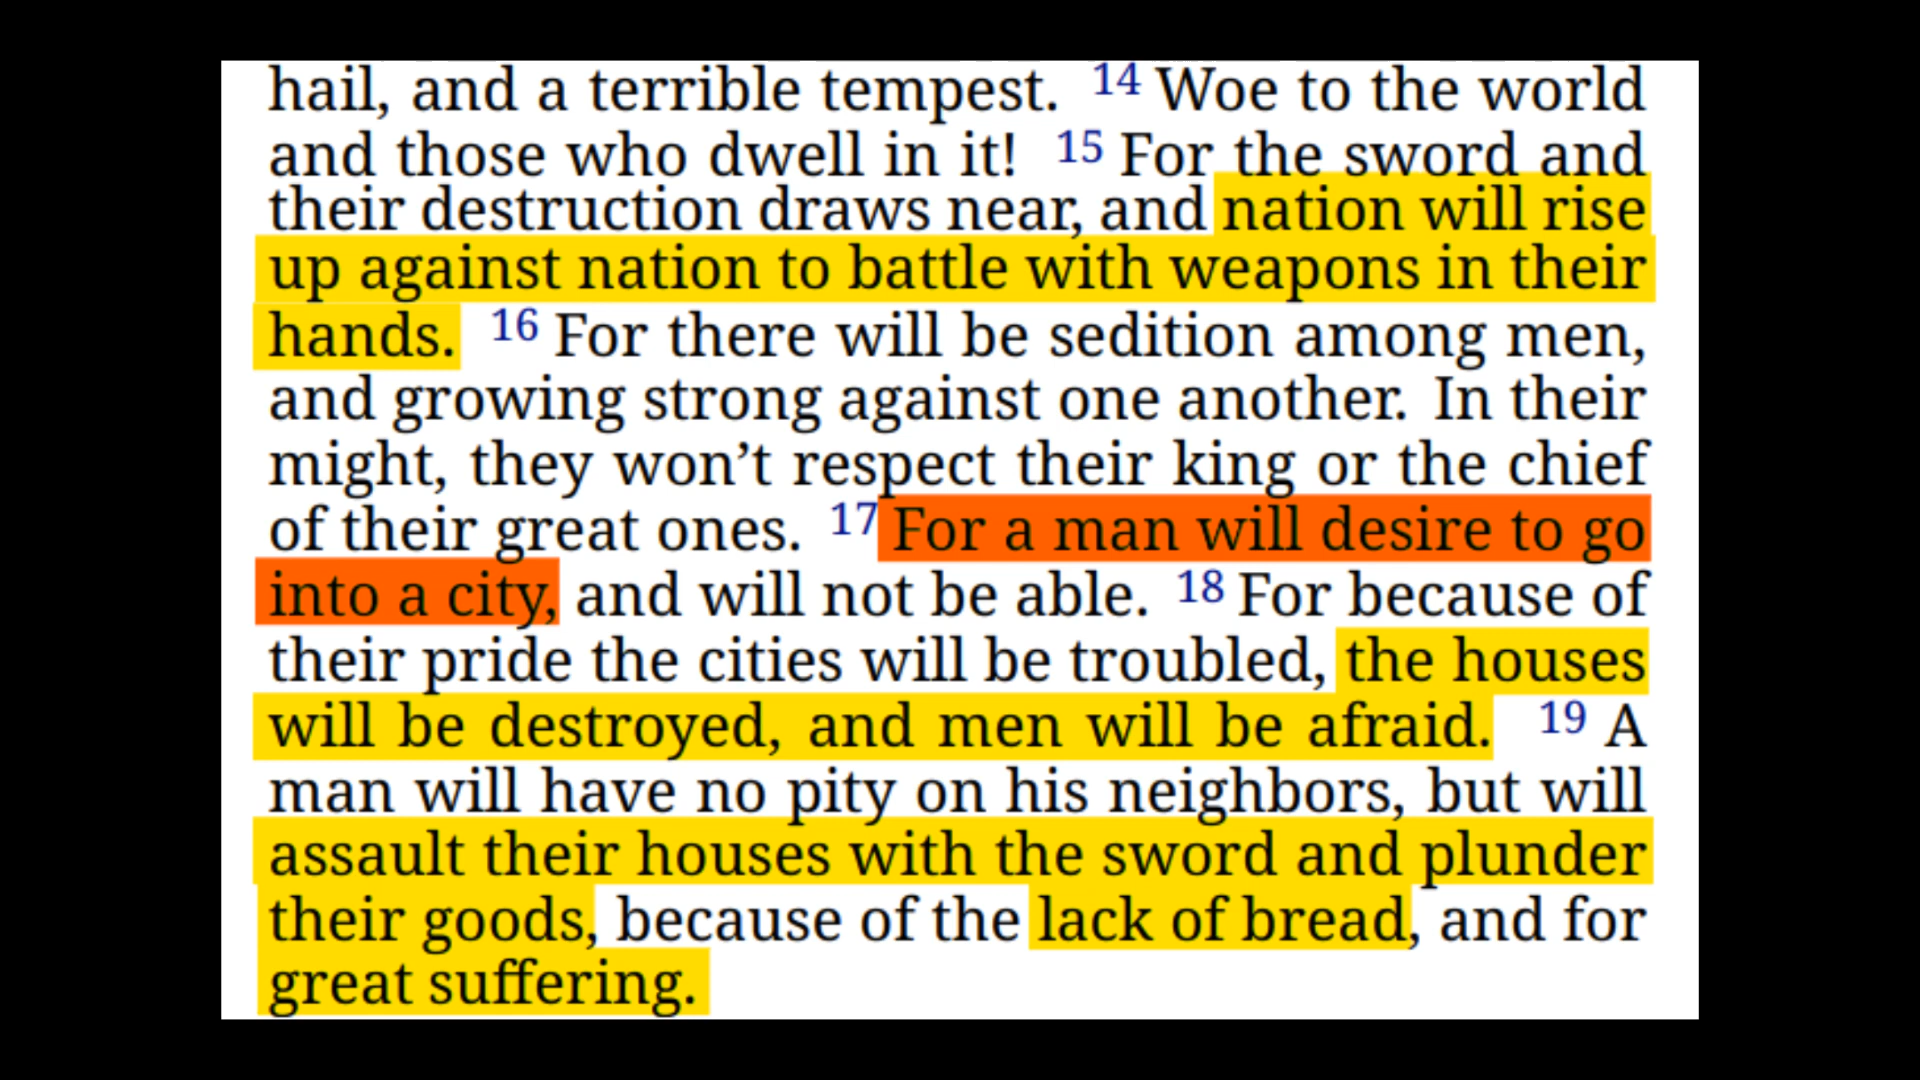 hail, and a terrible tempest. 14 Woe to the world
and those who dwell in it! 15 For the sword and
their destruction draws near, and nation will rise
up against nation to battle with weapons in their
hands. 16 For there will be sedition among men,
and growing strong against one another. In their
might, they won’t respect their king or the chief
of their great ones. 17 For a man will desire to go
into a city, and will not be able. 18 For because of
their pride the cities will be troubled, the houses
will be destroyed, and men will be afraid. 19 A
man will have no pity on his neighbors, but will
assault their houses with the sword and plunder
their goods, because of the lack of bread, and for
great suffering.